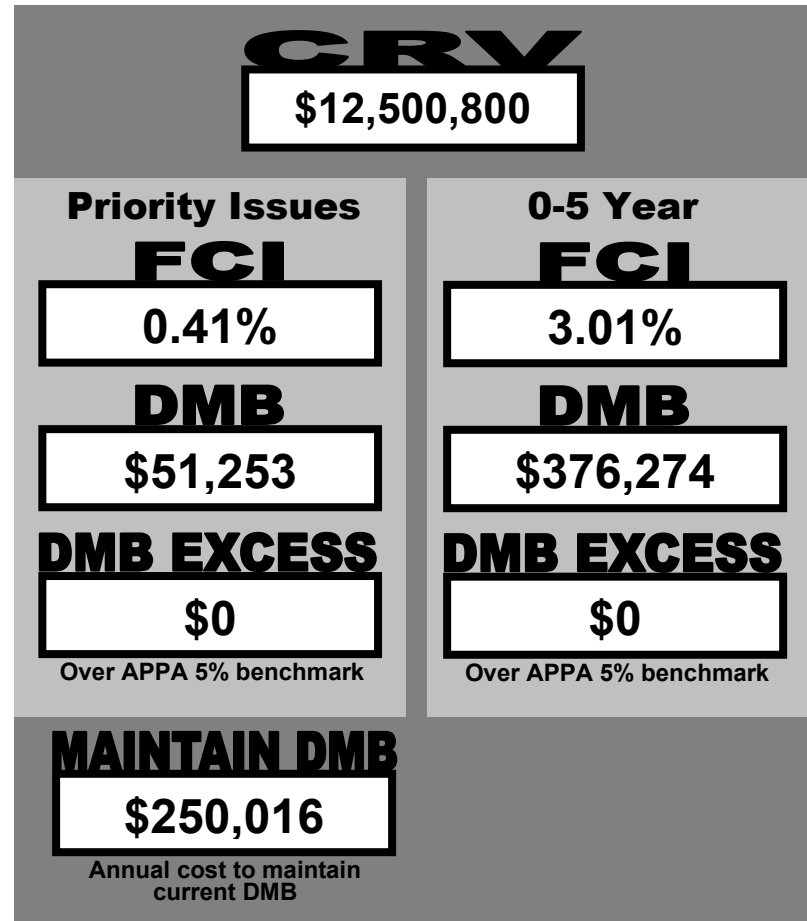 CRV
$12,500,800
Priority Issues
FCI
0.41%
DMB
$51,253
DMB EXCESS
$0
Over APPA 5% benchmark
0-5 Year
FCI
3.01%
DMB
$376,274
DMB EXCESS
$0
Over APPA 5% benchmark
MAINTAIN DMB
$250,016
Annual cost to maintain
current DMB